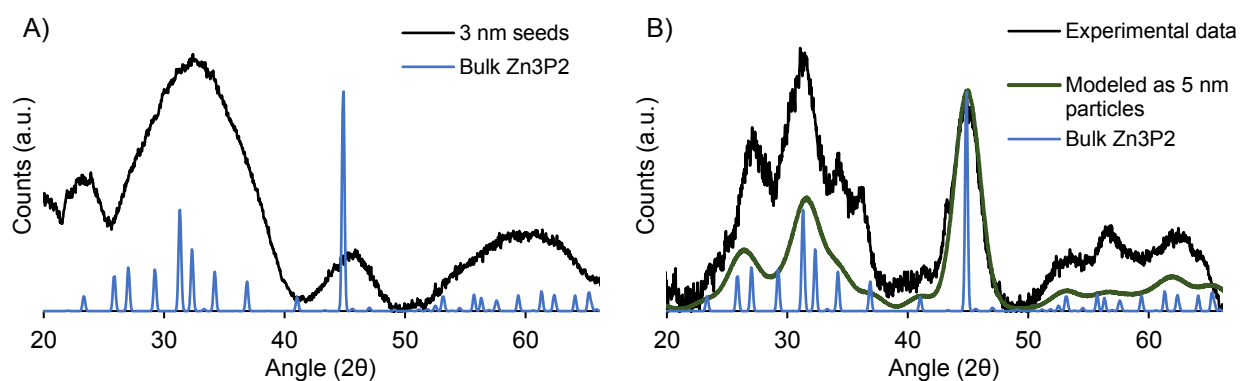 A)
3 nm seeds
Bulk Zn3P2
Counts (a.u.)
20 30 40 50 60
Angle (2θ)
B)
Experimental data
Modeled as 5 nm
particles
Bulk Zn3P2
Counts (a.u.)
20 30 40 50 60
Angle (2θ)